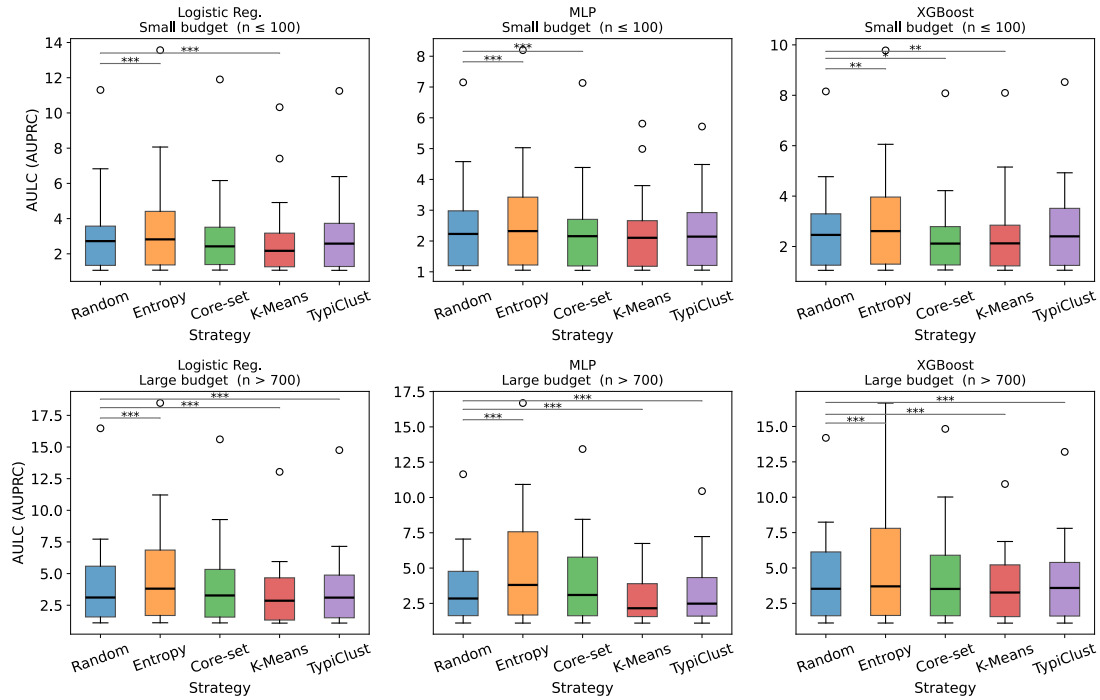 Logistic Reg.
Small budget (n ≤ 100)
AULC (AUPRC)
14
12
10
8
6
4
2
***
***
Random
Entropy
Core-set
K-Means
TypiClust
Strategy
MLP
Small budget (n ≤ 100)
8
7
6
5
4
3
2
1
***
***
Random
Entropy
Core-set
K-Means
TypiClust
Strategy
XGBoost
Small budget (n ≤ 100)
10
8
6
4
2
**
*
**
Random
Entropy
Core-set
K-Means
TypiClust
Strategy
Logistic Reg.
Large budget (n > 700)
AULC (AUPRC)
17.5
15.0
12.5
10.0
7.5
5.0
2.5
***
***
***
Random
Entropy
Core-set
K-Means
TypiClust
Strategy
MLP
Large budget (n > 700)
17.5
15.0
12.5
10.0
7.5
5.0
2.5
***
***
***
Random
Entropy
Core-set
K-Means
TypiClust
Strategy
XGBoost
Large budget (n > 700)
15.0
12.5
10.0
7.5
5.0
2.5
***
***
***
Random
Entropy
Core-set
K-Means
TypiClust
Strategy